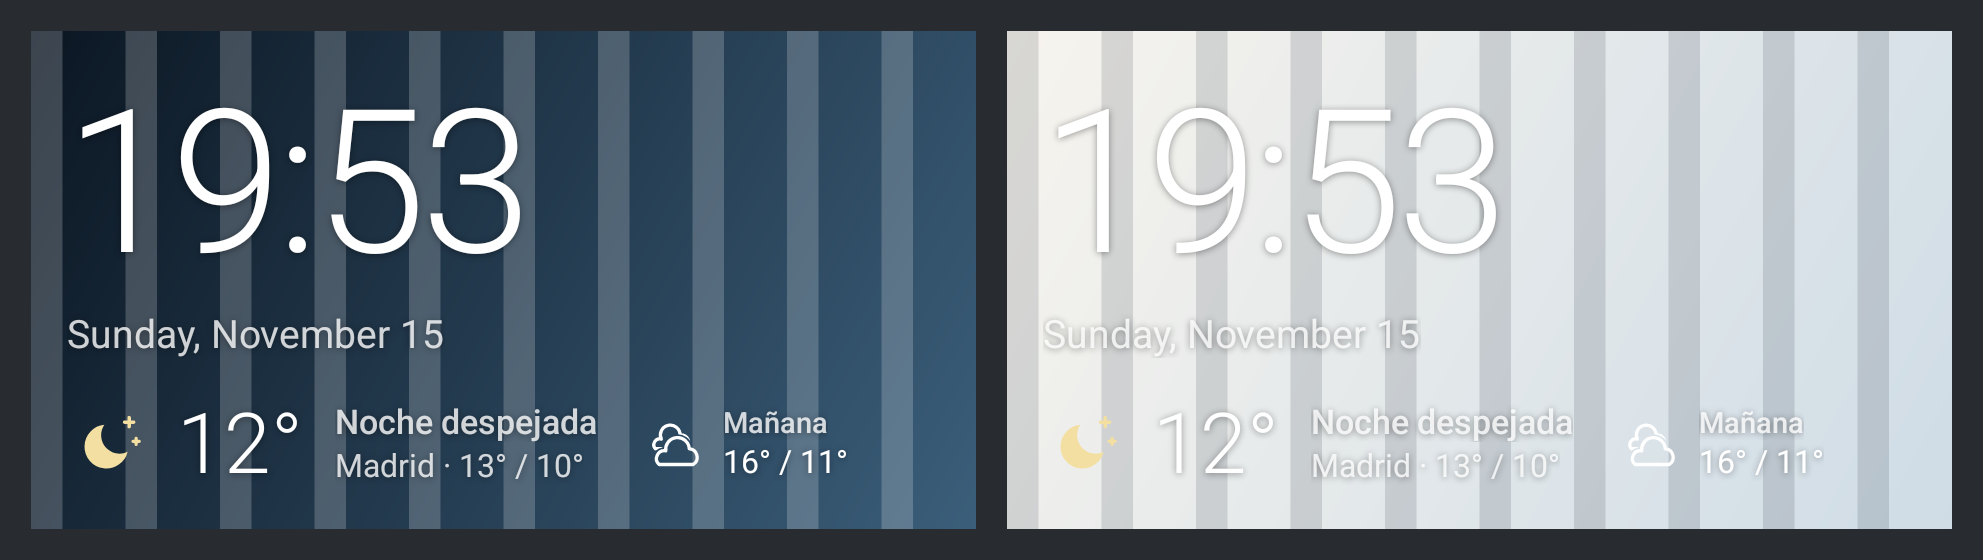 19:53
Sunday, November 15
12°
Noche despejada
Madrid · 13° / 10°
Mañana
16° / 11°
19:53
Sunday, November 15
12°
Noche despejada
Madrid · 13° / 10°
Mañana
16° / 11°